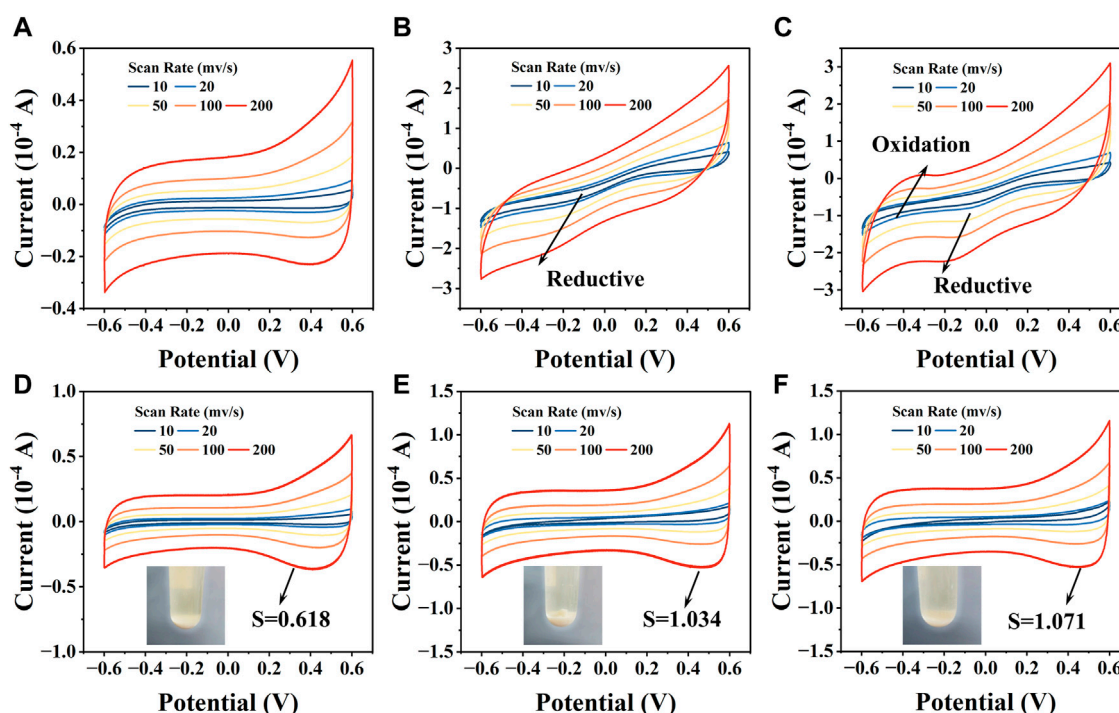 A
Scan Rate (mv/s)
10 20
50 100 200
0.6
0.4
0.2
0.0
−0.2
−0.4
Current (10⁻⁴ A)
−0.6 −0.4 −0.2 0.0 0.2 0.4 0.6
Potential (V)
B
Scan Rate (mv/s)
10 20
50 100 200
3
2
1
0
−1
−2
−3
Current (10⁻⁴ A)
Reductive
−0.6 −0.4 −0.2 0.0 0.2 0.4 0.6
Potential (V)
C
Scan Rate (mv/s)
10 20
50 100 200
3
3
2
1
0
−1
−2
3
Current (10⁻⁴ A)
Oxidation
Reductive
−0.6 −0.4 −0.2 0.0 0.2 0.4 0.6
Potential (V)
D
Scan Rate (mv/s)
10 20
50 100 200
1.0
0.5
0.0
−0.5
−1.0
Current (10⁻⁴ A)
S=0.618
−0.6 −0.4 −0.2 0.0 0.2 0.4 0.6
Potential (V)
E
Scan Rate (mv/s)
10 20
50 100 200
1.5
1.0
0.5
0.0
−0.5
−1.0
−1.5
Current (10⁻⁴ A)
S=1.034
−0.6 −0.4 −0.2 0.0 0.2 0.4 0.6
Potential (V)
F
Scan Rate (mv/s)
10 20
50 100 200
1.5
1.0
0.5
0.0
−0.5
−1.0
−1.5
Current (10⁻⁴ A)
S=1.071
−0.6 −0.4 −0.2 0.0 0.2 0.4 0.6
Potential (V)